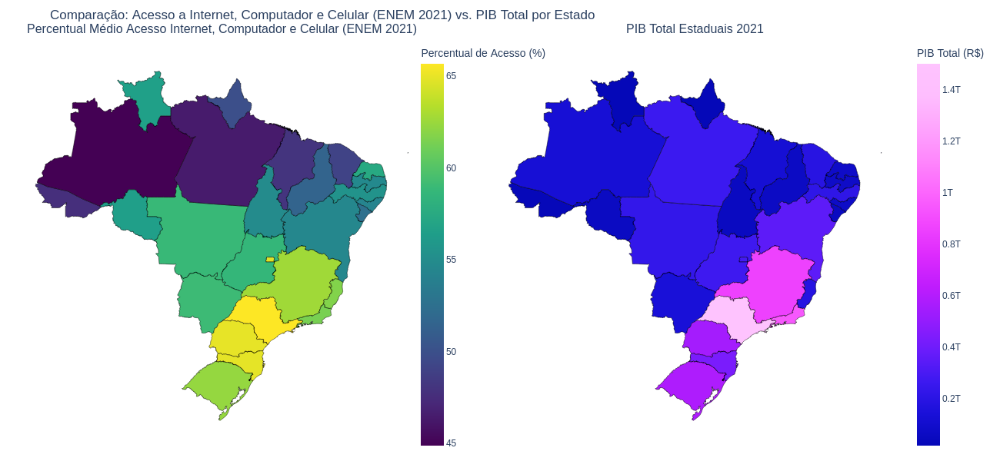 Comparação: Acesso a Internet, Computador e Celular (ENEM 2021) vs. PIB Total por Estado
Percentual Médio Acesso Internet, Computador e Celular (ENEM 2021)
PIB Total Estaduais 2021
Percentual de Acesso (%)
65
60
55
50
45
PIB Total (R$)
1.4T
1.2T
1T
0.8T
0.6T
0.4T
0.2T